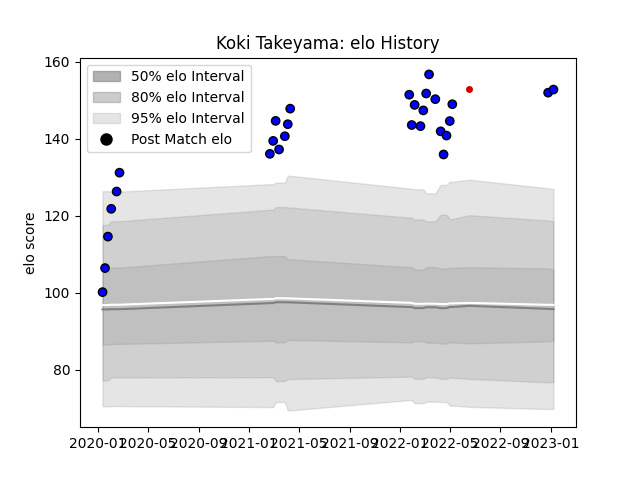 Koki Takeyama: elo History
160
140
120
100
80
elo score
50% elo Interval
80% elo Interval
95% elo Interval
Post Match elo
2020-01 2020-05 2020-09 2021-01 2021-05 2021-09 2022-01 2022-05 2022-09 2023-01